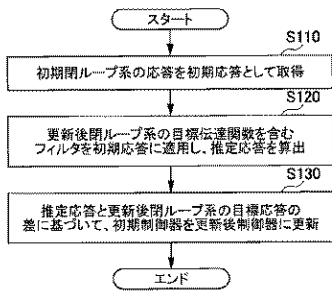 スタート
S110
初期閉ループ系の応答を初期応答として取得
S120
更新後閉ループ系の目標伝達関数を含む
フィルタを初期応答に適用し、推定応答を算出
S130
推定応答と更新後閉ループ系の目標応答の
差に基づいて、初期制御器を更新後制御器に更新
エンド